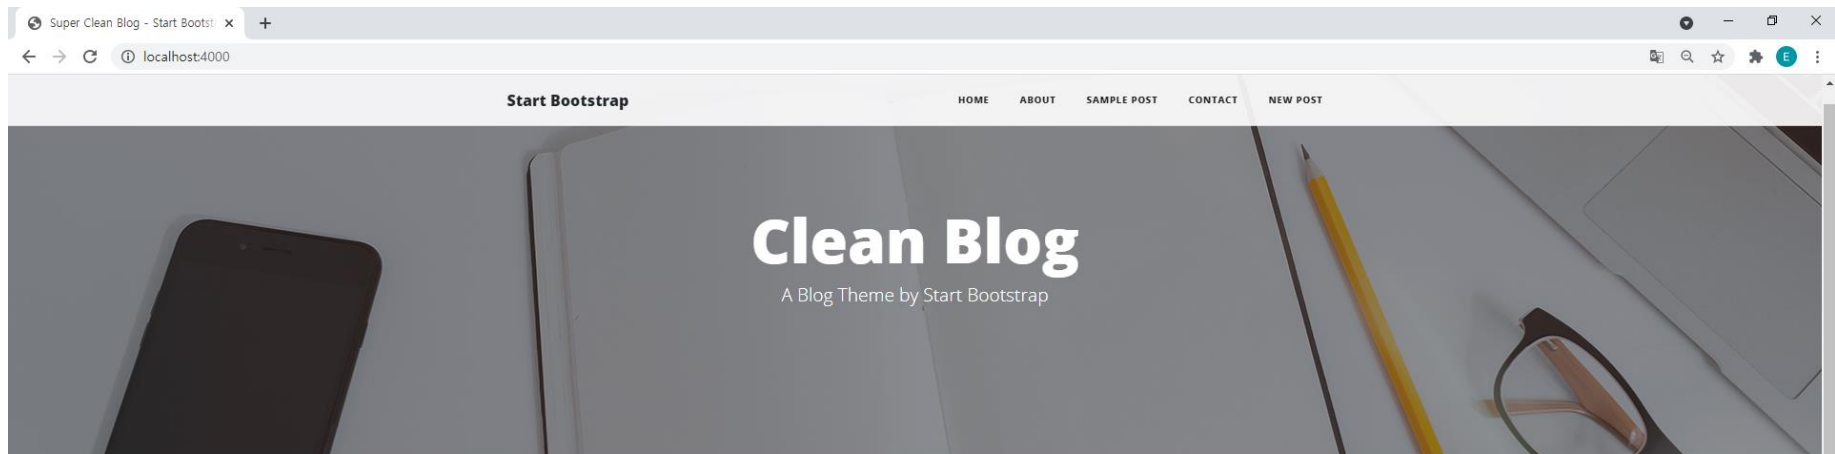 Super Clean Blog - Start Bootst
localhost:4000
E
Start Bootstrap
HOME ABOUT SAMPLE POST CONTACT NEW POST
Clean Blog
A Blog Theme by Start Bootstrap